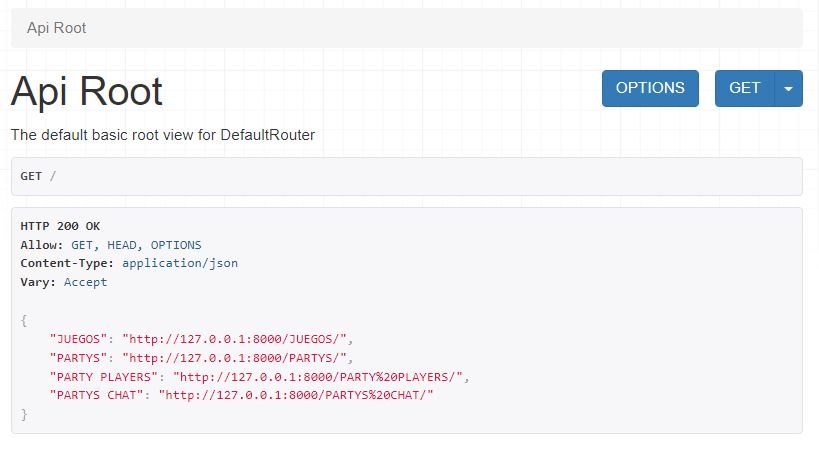 Api Root
Api Root
OPTIONS
GET
The default basic root view for DefaultRouter
GET /
HTTP 200 OK
Allow: GET, HEAD, OPTIONS
Content-Type: application/json
Vary: Accept
{
    "JUEGOS": "http://127.0.0.1:8000/JUEGOS/",
    "PARTYS": "http://127.0.0.1:8000/PARTYS/",
    "PARTY PLAYERS": "http://127.0.0.1:8000/PARTY%20PLAYERS/",
    "PARTYS CHAT": "http://127.0.0.1:8000/PARTYS%20CHAT/"
}